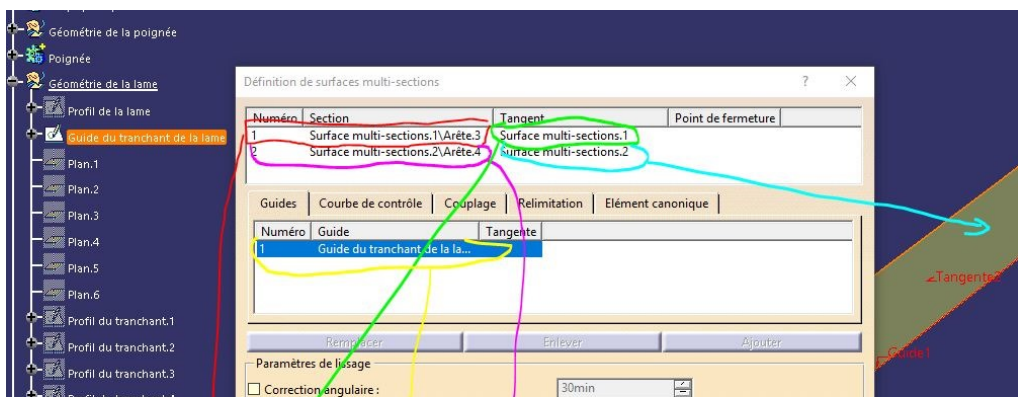 Géométrie de la poignée
Poignée
Géométrie de la lame
Profil de la lame
Guide du tranchant de la lame
Plan.1
Plan.2
Plan.3
Plan.4
Plan.5
Plan.6
Profil du tranchant.1
Profil du tranchant.2
Profil du tranchant.3
Définition de surfaces multi-sections ? ×
Numéro Section Tangent Point de fermeture
1 Surface multi-sections.1\Arête.3 Surface multi-sections.1
2 Surface multi-sections.2\Arête.4 Surface multi-sections.2
Guides Courbe de contrôle Couplage Relimitation Elément canonique
Numéro Guide Tangente
1 Guide du tranchant de la la...
Remplacer Enlever Ajouter
Paramètres de lissage
Correction angulaire : 30min
Tangente2
Guide1